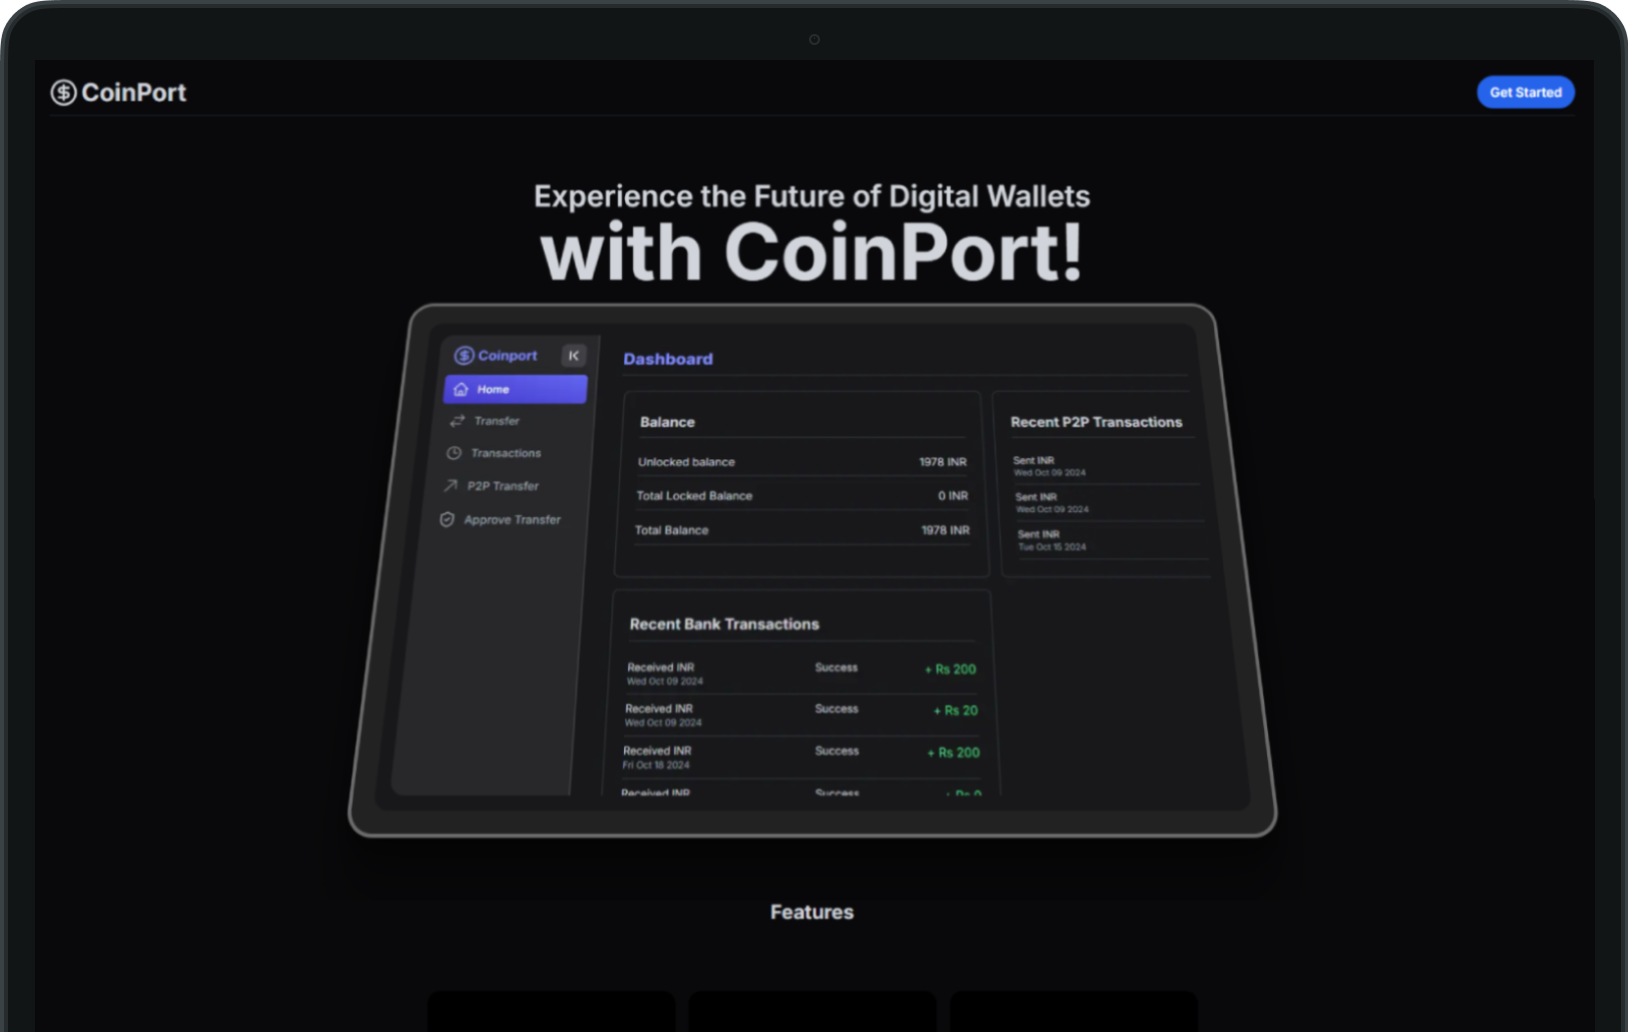 CoinPort
Get Started
Experience the Future of Digital Wallets
with CoinPort!
Coinport
Home
Transfer
Transactions
P2P Transfer
Approve Transfer
Dashboard
Balance
Unlocked balance 1978 INR
Total Locked Balance 0 INR
Total Balance 1978 INR
Recent P2P Transactions
Sent INR
Wed Oct 09 2024
Sent INR
Wed Oct 09 2024
Sent INR
Tue Oct 15 2024
Recent Bank Transactions
Received INR Success + Rs 200
Wed Oct 09 2024
Received INR Success + Rs 20
Wed Oct 09 2024
Received INR Success + Rs 200
Fri Oct 18 2024
Received INR Success + Rs 0
Features